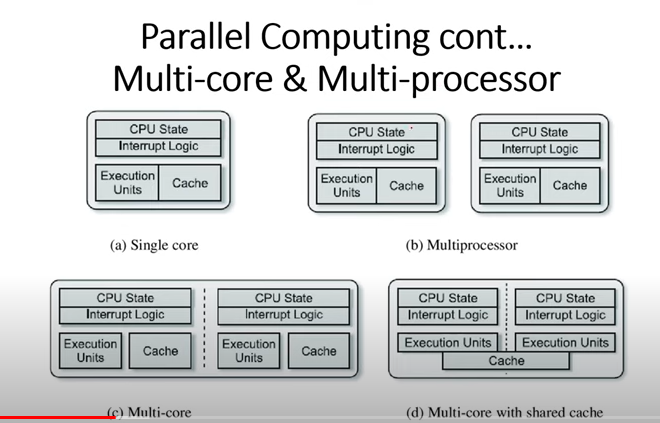 Parallel Computing cont...
Multi-core & Multi-processor
CPU State
Interrupt Logic
Execution
Units
Cache
(a) Single core
CPU State
Interrupt Logic
Execution
Units
Cache
CPU State
Interrupt Logic
Execution
Units
Cache
(b) Multiprocessor
CPU State
Interrupt Logic
Execution
Units
Cache
CPU State
Interrupt Logic
Execution
Units
Cache
(c) Multi-core
CPU State
Interrupt Logic
Execution Units
CPU State
Interrupt Logic
Execution Units
Cache
(d) Multi-core with shared cache